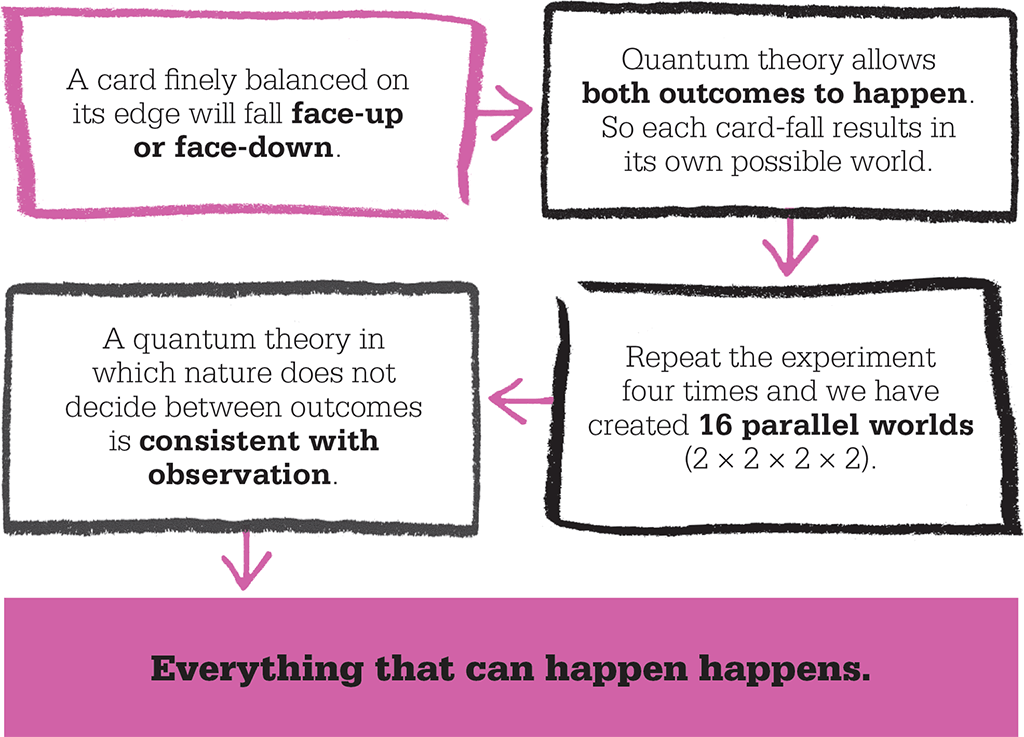 A card finely balanced on
its edge will fall face-up
or face-down.
Quantum theory allows
both outcomes to happen.
So each card-fall results in
its own possible world.
Repeat the experiment
four times and we have
created 16 parallel worlds
(2 × 2 × 2 × 2).
A quantum theory in
which nature does not
decide between outcomes
is consistent with
observation.
Everything that can happen happens.